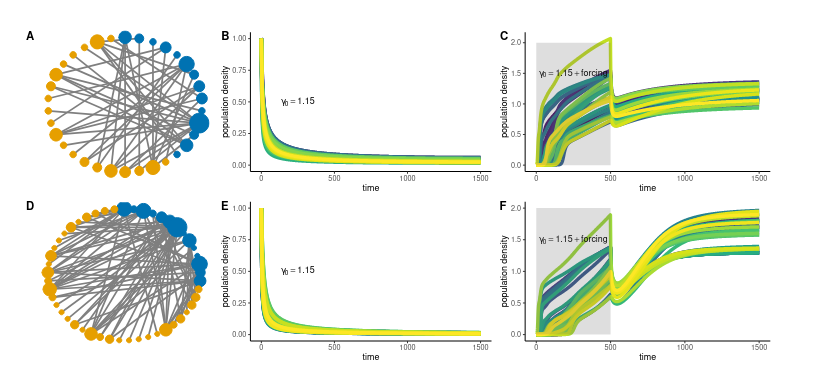 A
B
C
1.00
0.75
0.50
0.25
0.00
population density
γ₀ = 1.15
0
500
1000
1500
time
2.0
1.5
1.0
0.5
0.0
population density
γ₀ = 1.15 + forcing
0
500
1000
1500
time
D
E
F
1.00
0.75
0.50
0.25
0.00
population density
γ₀ = 1.15
0
500
1000
1500
time
2.0
1.5
1.0
0.5
0.0
population density
γ₀ = 1.15 + forcing
0
500
1000
1500
time